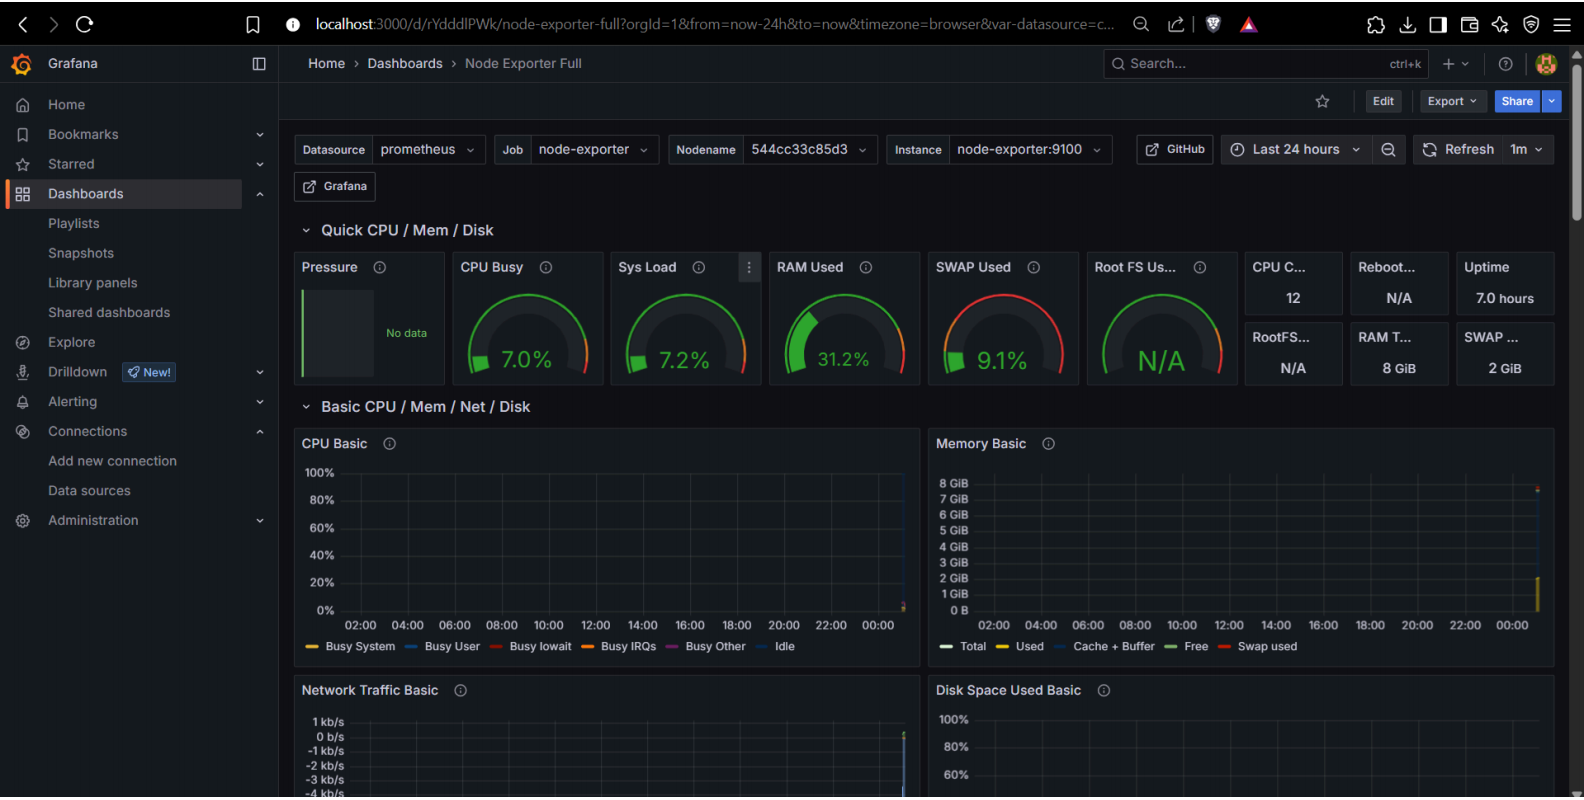 localhost:3000/d/rYdddlPWk/node-exporter-full?orgId=1&from=now-24h&to=now&timezone=browser&var-datasource=c...
Grafana
Home > Dashboards > Node Exporter Full
Search...
ctrl+k
Home
Bookmarks
Starred
Dashboards
Playlists
Snapshots
Library panels
Shared dashboards
Explore
Drilldown New!
Alerting
Connections
Add new connection
Data sources
Administration
Edit
Export
Share
Datasource prometheus
Job node-exporter
Nodename 544cc33c85d3
Instance node-exporter:9100
GitHub
Last 24 hours
Refresh 1m
Grafana
Quick CPU / Mem / Disk
Pressure
No data
CPU Busy
7.0%
Sys Load
7.2%
RAM Used
31.2%
SWAP Used
9.1%
Root FS Us...
N/A
CPU C...
12
Reboot...
N/A
Uptime
7.0 hours
RootFS...
N/A
RAM T...
8 GiB
SWAP ...
2 GiB
Basic CPU / Mem / Net / Disk
CPU Basic
100%
80%
60%
40%
20%
0%
02:00 04:00 06:00 08:00 10:00 12:00 14:00 16:00 18:00 20:00 22:00 00:00
Busy System Busy User Busy Iowait Busy IRQs Busy Other Idle
Memory Basic
8 GiB
7 GiB
6 GiB
5 GiB
4 GiB
3 GiB
2 GiB
1 GiB
0 B
02:00 04:00 06:00 08:00 10:00 12:00 14:00 16:00 18:00 20:00 22:00 00:00
Total Used Cache + Buffer Free Swap used
Network Traffic Basic
1 kb/s
0 b/s
-1 kb/s
-2 kb/s
-3 kb/s
-4 kb/s
Disk Space Used Basic
100%
80%
60%